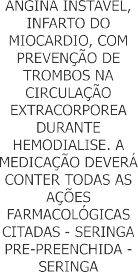 ANGINA INSTAVEL,
INFARTO DO
MIOCARDIO, COM
PREVENÇÃO DE
TROMBOS NA
CIRCULAÇÃO
EXTRACORPOREA
DURANTE
HEMODIALISE. A
MEDICAÇÃO DEVERÁ
CONTER TODAS AS
AÇÕES
FARMACOLÓGICAS
CITADAS - SERINGA
PRE-PREENCHIDA -
SERINGA